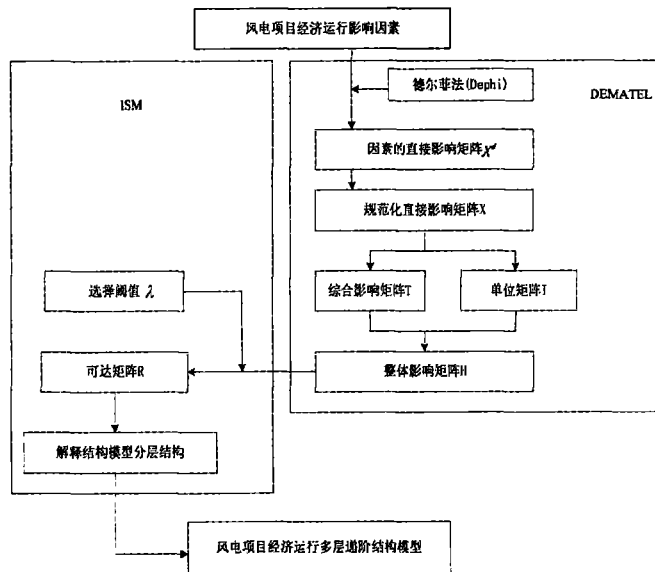 风电项目经济运行影响因素
德尔菲法(Dephi)
ISM
DEMATEL
因素的直接影响矩阵X^d
规范化直接影响矩阵X
选择阈值 λ
综合影响矩阵T
单位矩阵I
可达矩阵R
整体影响矩阵H
解释结构模型分层结构
风电项目经济运行多层递阶结构模型